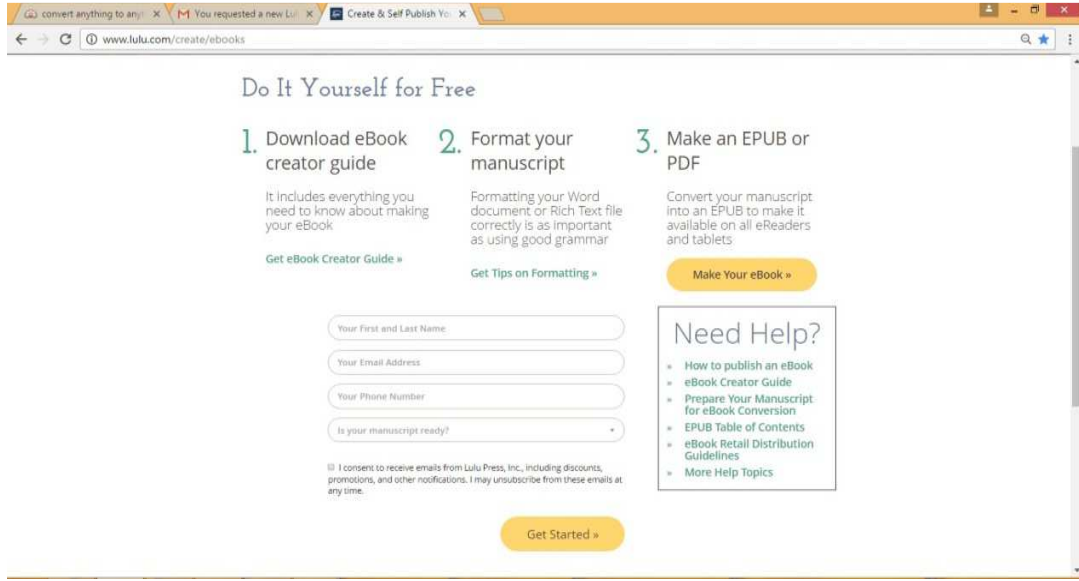 convert anything to any
You requested a new Lul
Create & Self Publish Yo
www.lulu.com/create/ebooks
Do It Yourself for Free
1. Download eBook
creator guide
It includes everything you
need to know about making
your eBook
Get eBook Creator Guide »
2. Format your
manuscript
Formatting your Word
document or Rich Text file
correctly is as important
as using good grammar
Get Tips on Formatting »
3. Make an EPUB or
PDF
Convert your manuscript
into an EPUB to make it
available on all eReaders
and tablets
Make Your eBook »
Your First and Last Name
Your Email Address
Your Phone Number
Is your manuscript ready?
I consent to receive emails from Lulu Press, Inc., including discounts,
promotions, and other notifications. I may unsubscribe from these emails at
any time.
Get Started »
Need Help?
» How to publish an eBook
» eBook Creator Guide
» Prepare Your Manuscript
for eBook Conversion
» EPUB Table of Contents
» eBook Retail Distribution
Guidelines
» More Help Topics